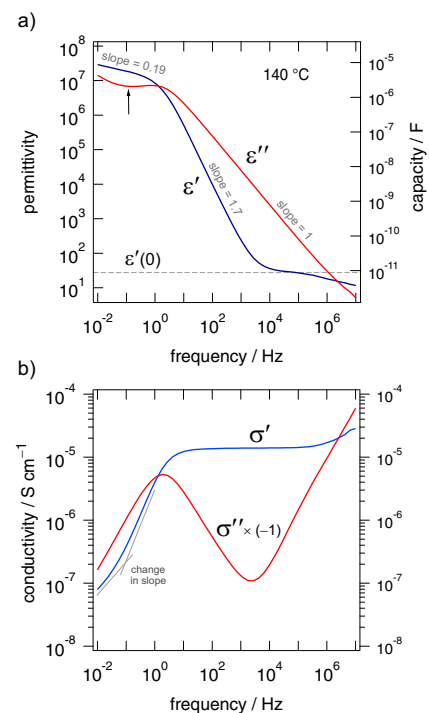 a)
10^8
10^7
10^6
10^5
10^4
10^3
10^2
10^1
permittivity
slope = 0.19
140 °C
ε′
ε″
slope = 1.7
slope = 1
ε′(0)
10^-5
10^-6
10^-7
10^-8
10^-9
10^-10
10^-11
capacity / F
10^-2 10^0 10^2 10^4 10^6
frequency / Hz
b)
10^-4
10^-5
10^-6
10^-7
10^-8
conductivity / S cm^−1
σ′
σ″ × (−1)
change
in slope
10^-4
10^-5
10^-6
10^-7
10^-8
10^-2 10^0 10^2 10^4 10^6
frequency / Hz